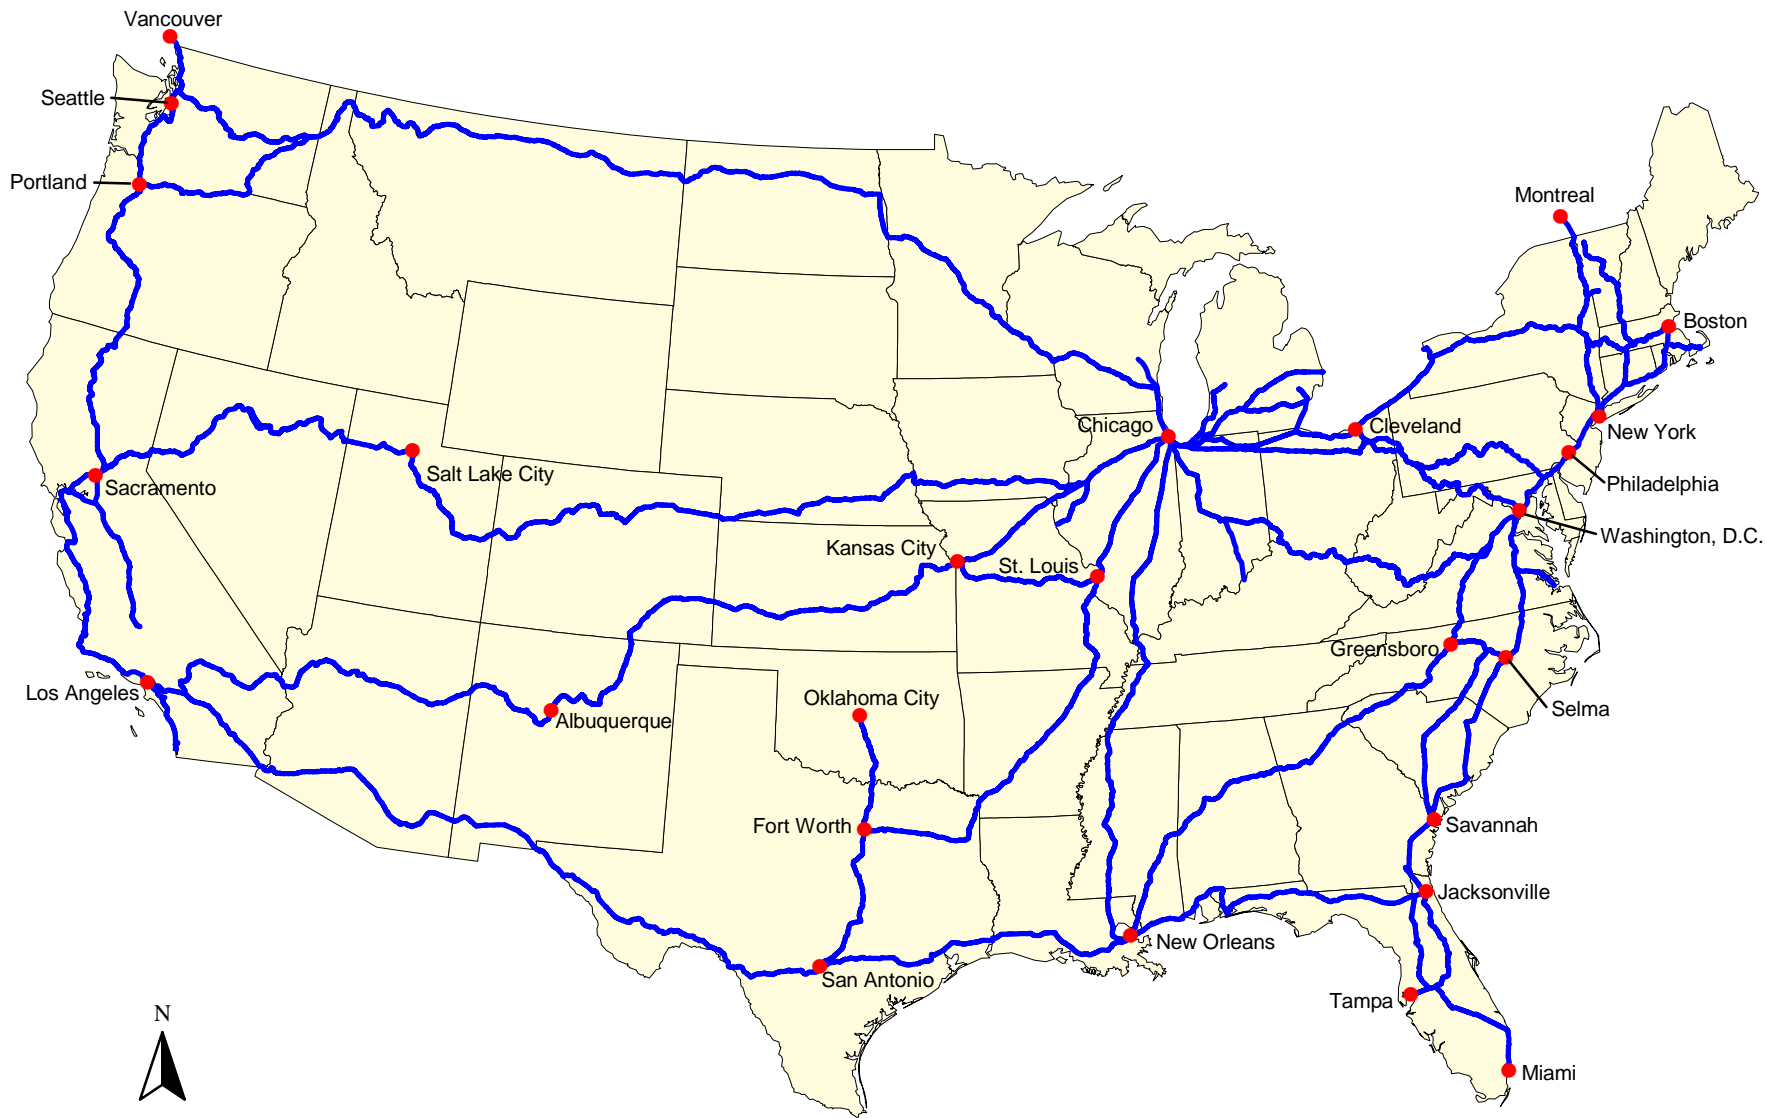 Vancouver
Seattle
Portland
Montreal
Boston
Chicago
Cleveland
New York
Salt Lake City
Sacramento
Philadelphia
Washington, D.C.
Kansas City
St. Louis
Greensboro
Los Angeles
Oklahoma City
Selma
Albuquerque
Fort Worth
Savannah
Jacksonville
New Orleans
San Antonio
Tampa
N
Miami